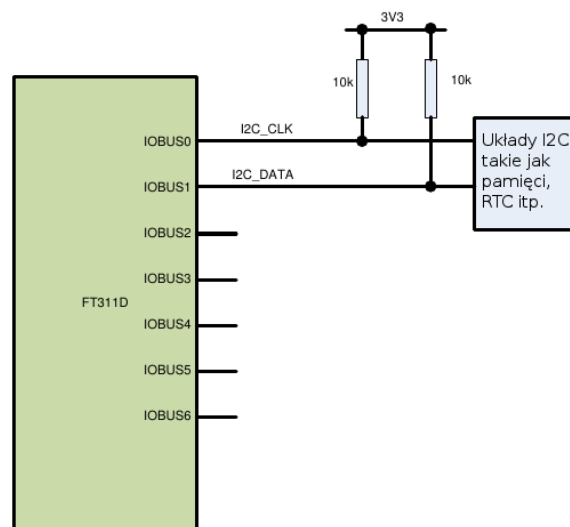 3V3
10k
10k
I2C_CLK
IOBUS0
Układy I2C
takie jak
pamięci,
RTC itp.
I2C_DATA
IOBUS1
IOBUS2
IOBUS3
FT311D
IOBUS4
IOBUS5
IOBUS6